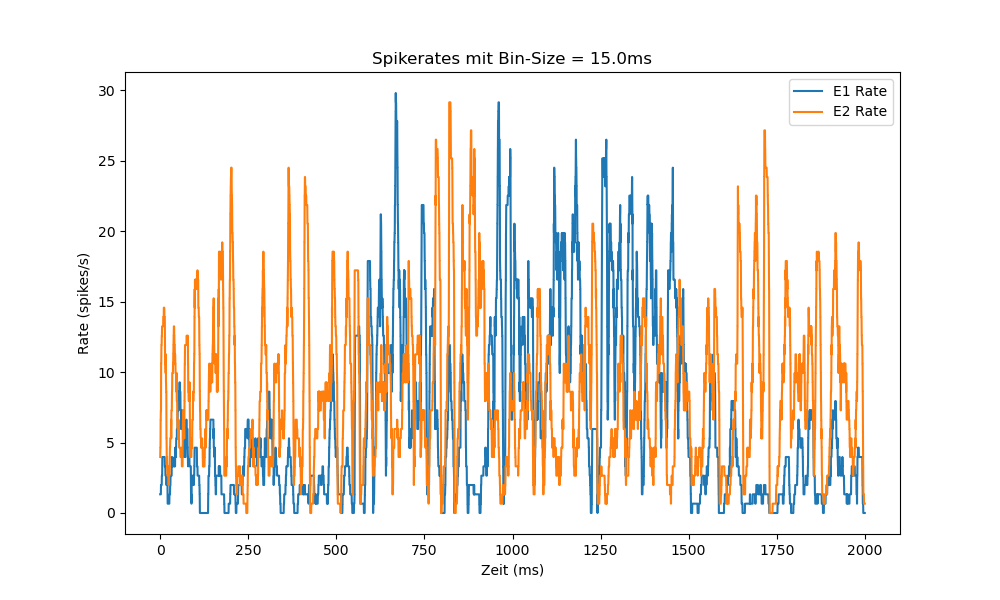 Spikerates mit Bin-Size = 15.0ms
E1 Rate
E2 Rate
30
25
20
15
10
5
0
Rate (spikes/s)
0 250 500 750 1000 1250 1500 1750 2000
Zeit (ms)